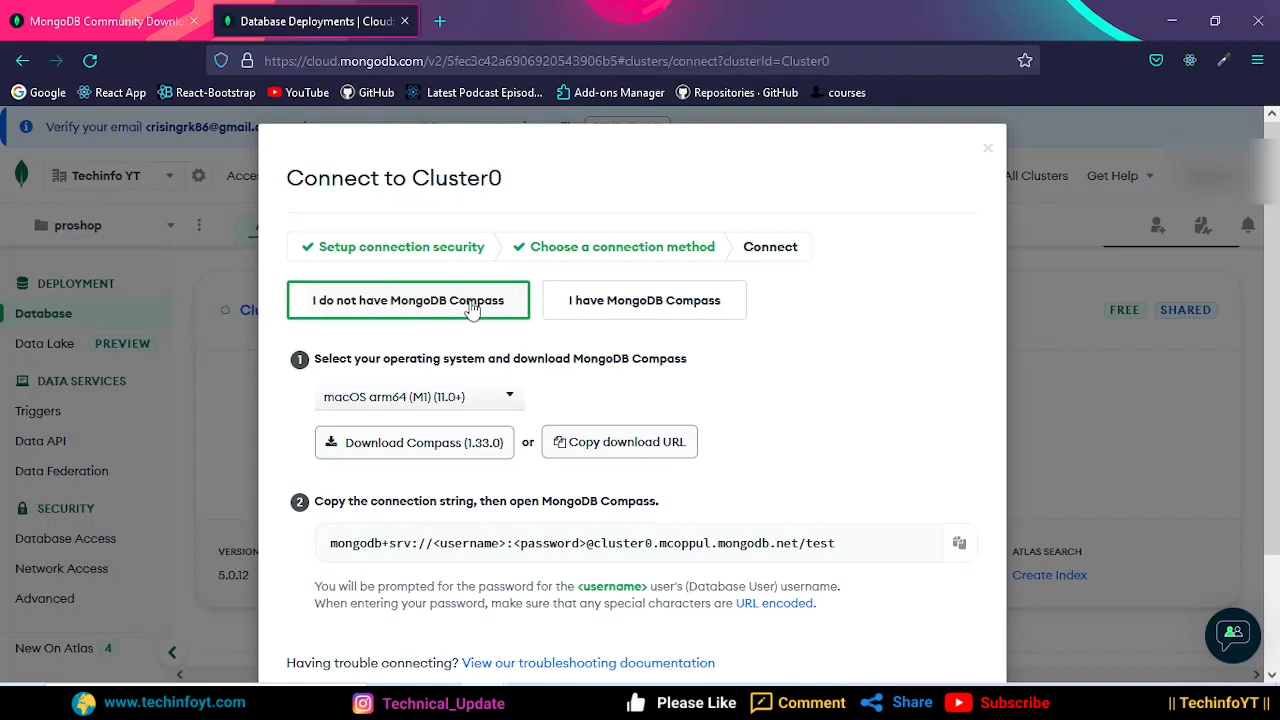 MongoDB Community Downl
Database Deployments | Cloud:
https://cloud.mongodb.com/v2/5fec3c42a6906920543906b5#clusters/connect?clusterId=Cluster0
Google
React App
React-Bootstrap
YouTube
GitHub
Latest Podcast Episod...
Add-ons Manager
Repositories · GitHub
courses
Verify your email <risingrk86@gmail.c
Techinfo YT
Acce
All Clusters
Get Help
proshop
DEPLOYMENT
Database
Data Lake PREVIEW
DATA SERVICES
Triggers
Data API
Data Federation
SECURITY
Database Access
Network Access
Advanced
New On Atlas 4
Clu
FREE
SHARED
VERSION
5.0.12
ATLAS SEARCH
Create Index
Connect to Cluster0
Setup connection security
Choose a connection method
Connect
I do not have MongoDB Compass
I have MongoDB Compass
1 Select your operating system and download MongoDB Compass
macOS arm64 (M1) (11.0+)
Download Compass (1.33.0)
or
Copy download URL
2 Copy the connection string, then open MongoDB Compass.
mongodb+srv://<username>:<password>@cluster0.mcoppul.mongodb.net/test
You will be prompted for the password for the <username> user's (Database User) username.
When entering your password, make sure that any special characters are URL encoded.
Having trouble connecting? View our troubleshooting documentation
www.techinfoyt.com
Technical_Update
Please Like
Comment
Share
Subscribe
|| TechinfoYT ||